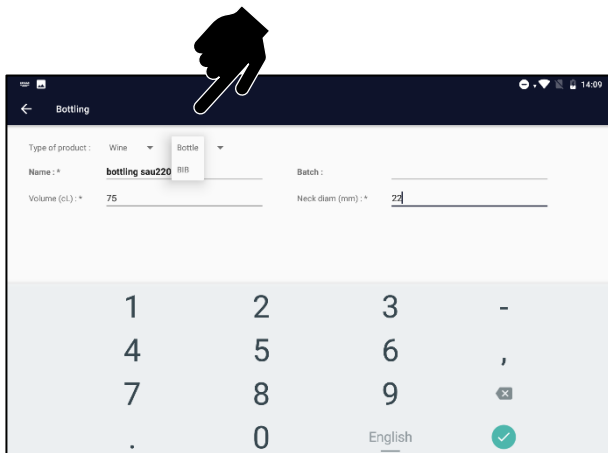 14:09
Bottling
Type of product : Wine Bottle
BIB
Name : * bottling sau220 Batch :
Volume (cl.) : * 75 Neck diam (mm) : * 22
1 2 3 -
4 5 6 ,
7 8 9
. 0 English